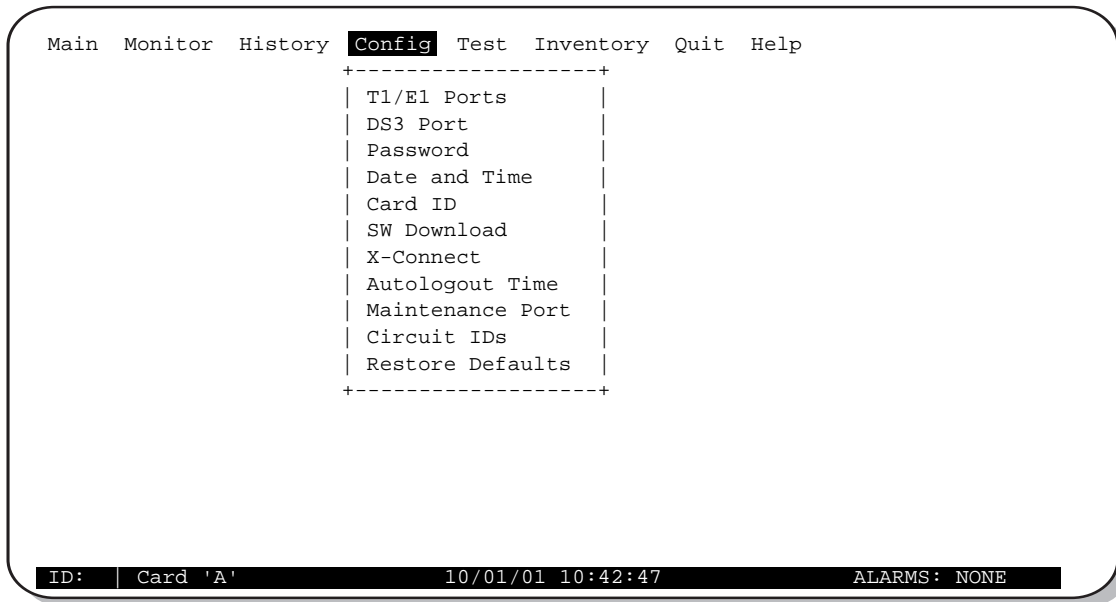 Main  Monitor  History  Config  Test  Inventory  Quit  Help
+-------------------+
| T1/E1 Ports       |
| DS3 Port          |
| Password          |
| Date and Time     |
| Card ID           |
| SW Download       |
| X-Connect         |
| Autologout Time   |
| Maintenance Port  |
| Circuit IDs       |
| Restore Defaults  |
+-------------------+
ID:  | Card 'A'                10/01/01 10:42:47               ALARMS: NONE